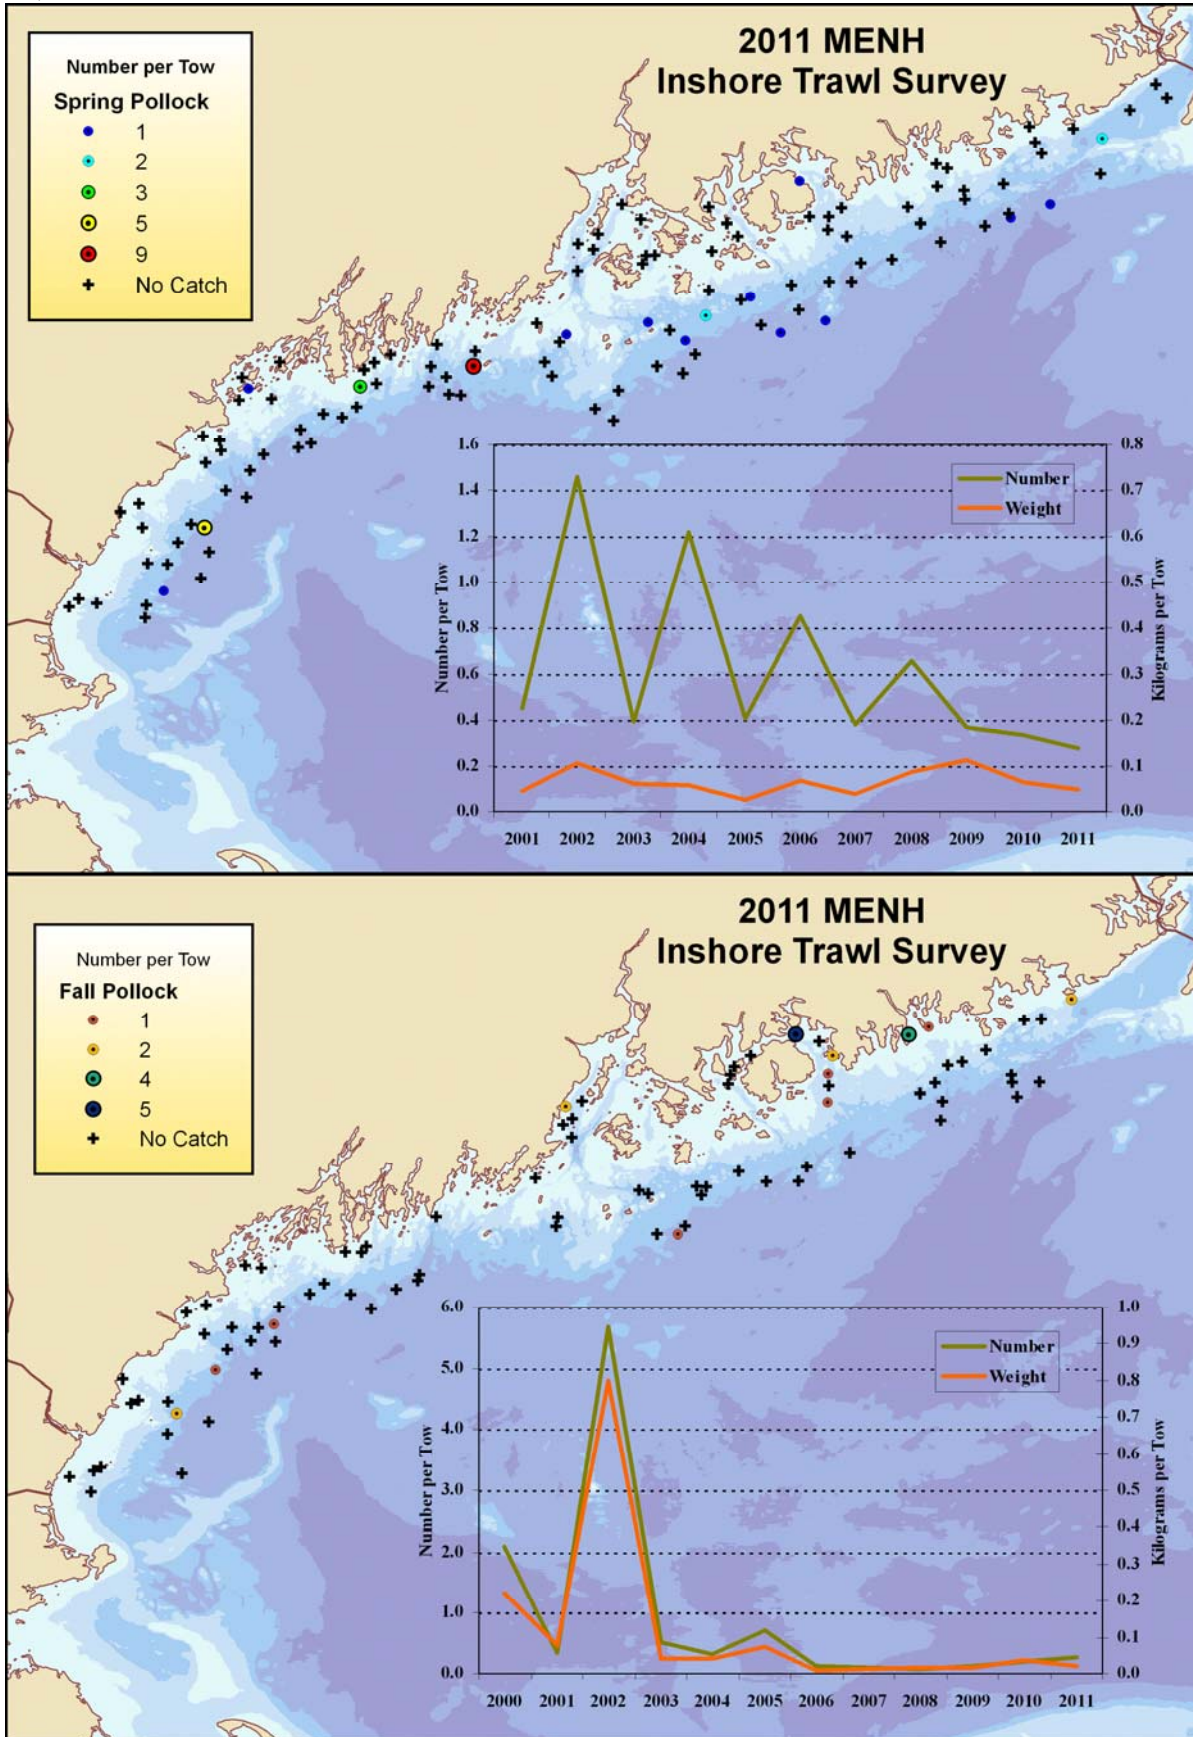 2011 MENH
Inshore Trawl Survey
Number per Tow
Spring Pollock
1
2
3
5
9
No Catch
Number
Weight
1.6
1.4
1.2
1.0
0.8
0.6
0.4
0.2
0.0
Number per Tow
0.8
0.7
0.6
0.5
0.4
0.3
0.2
0.1
0.0
Kilograms per Tow
2001 2002 2003 2004 2005 2006 2007 2008 2009 2010 2011
2011 MENH
Inshore Trawl Survey
Number per Tow
Fall Pollock
1
2
4
5
No Catch
Number
Weight
6.0
5.0
4.0
3.0
2.0
1.0
0.0
Number per Tow
1.0
0.9
0.8
0.7
0.6
0.5
0.4
0.3
0.2
0.1
0.0
Kilograms per Tow
2000 2001 2002 2003 2004 2005 2006 2007 2008 2009 2010 2011